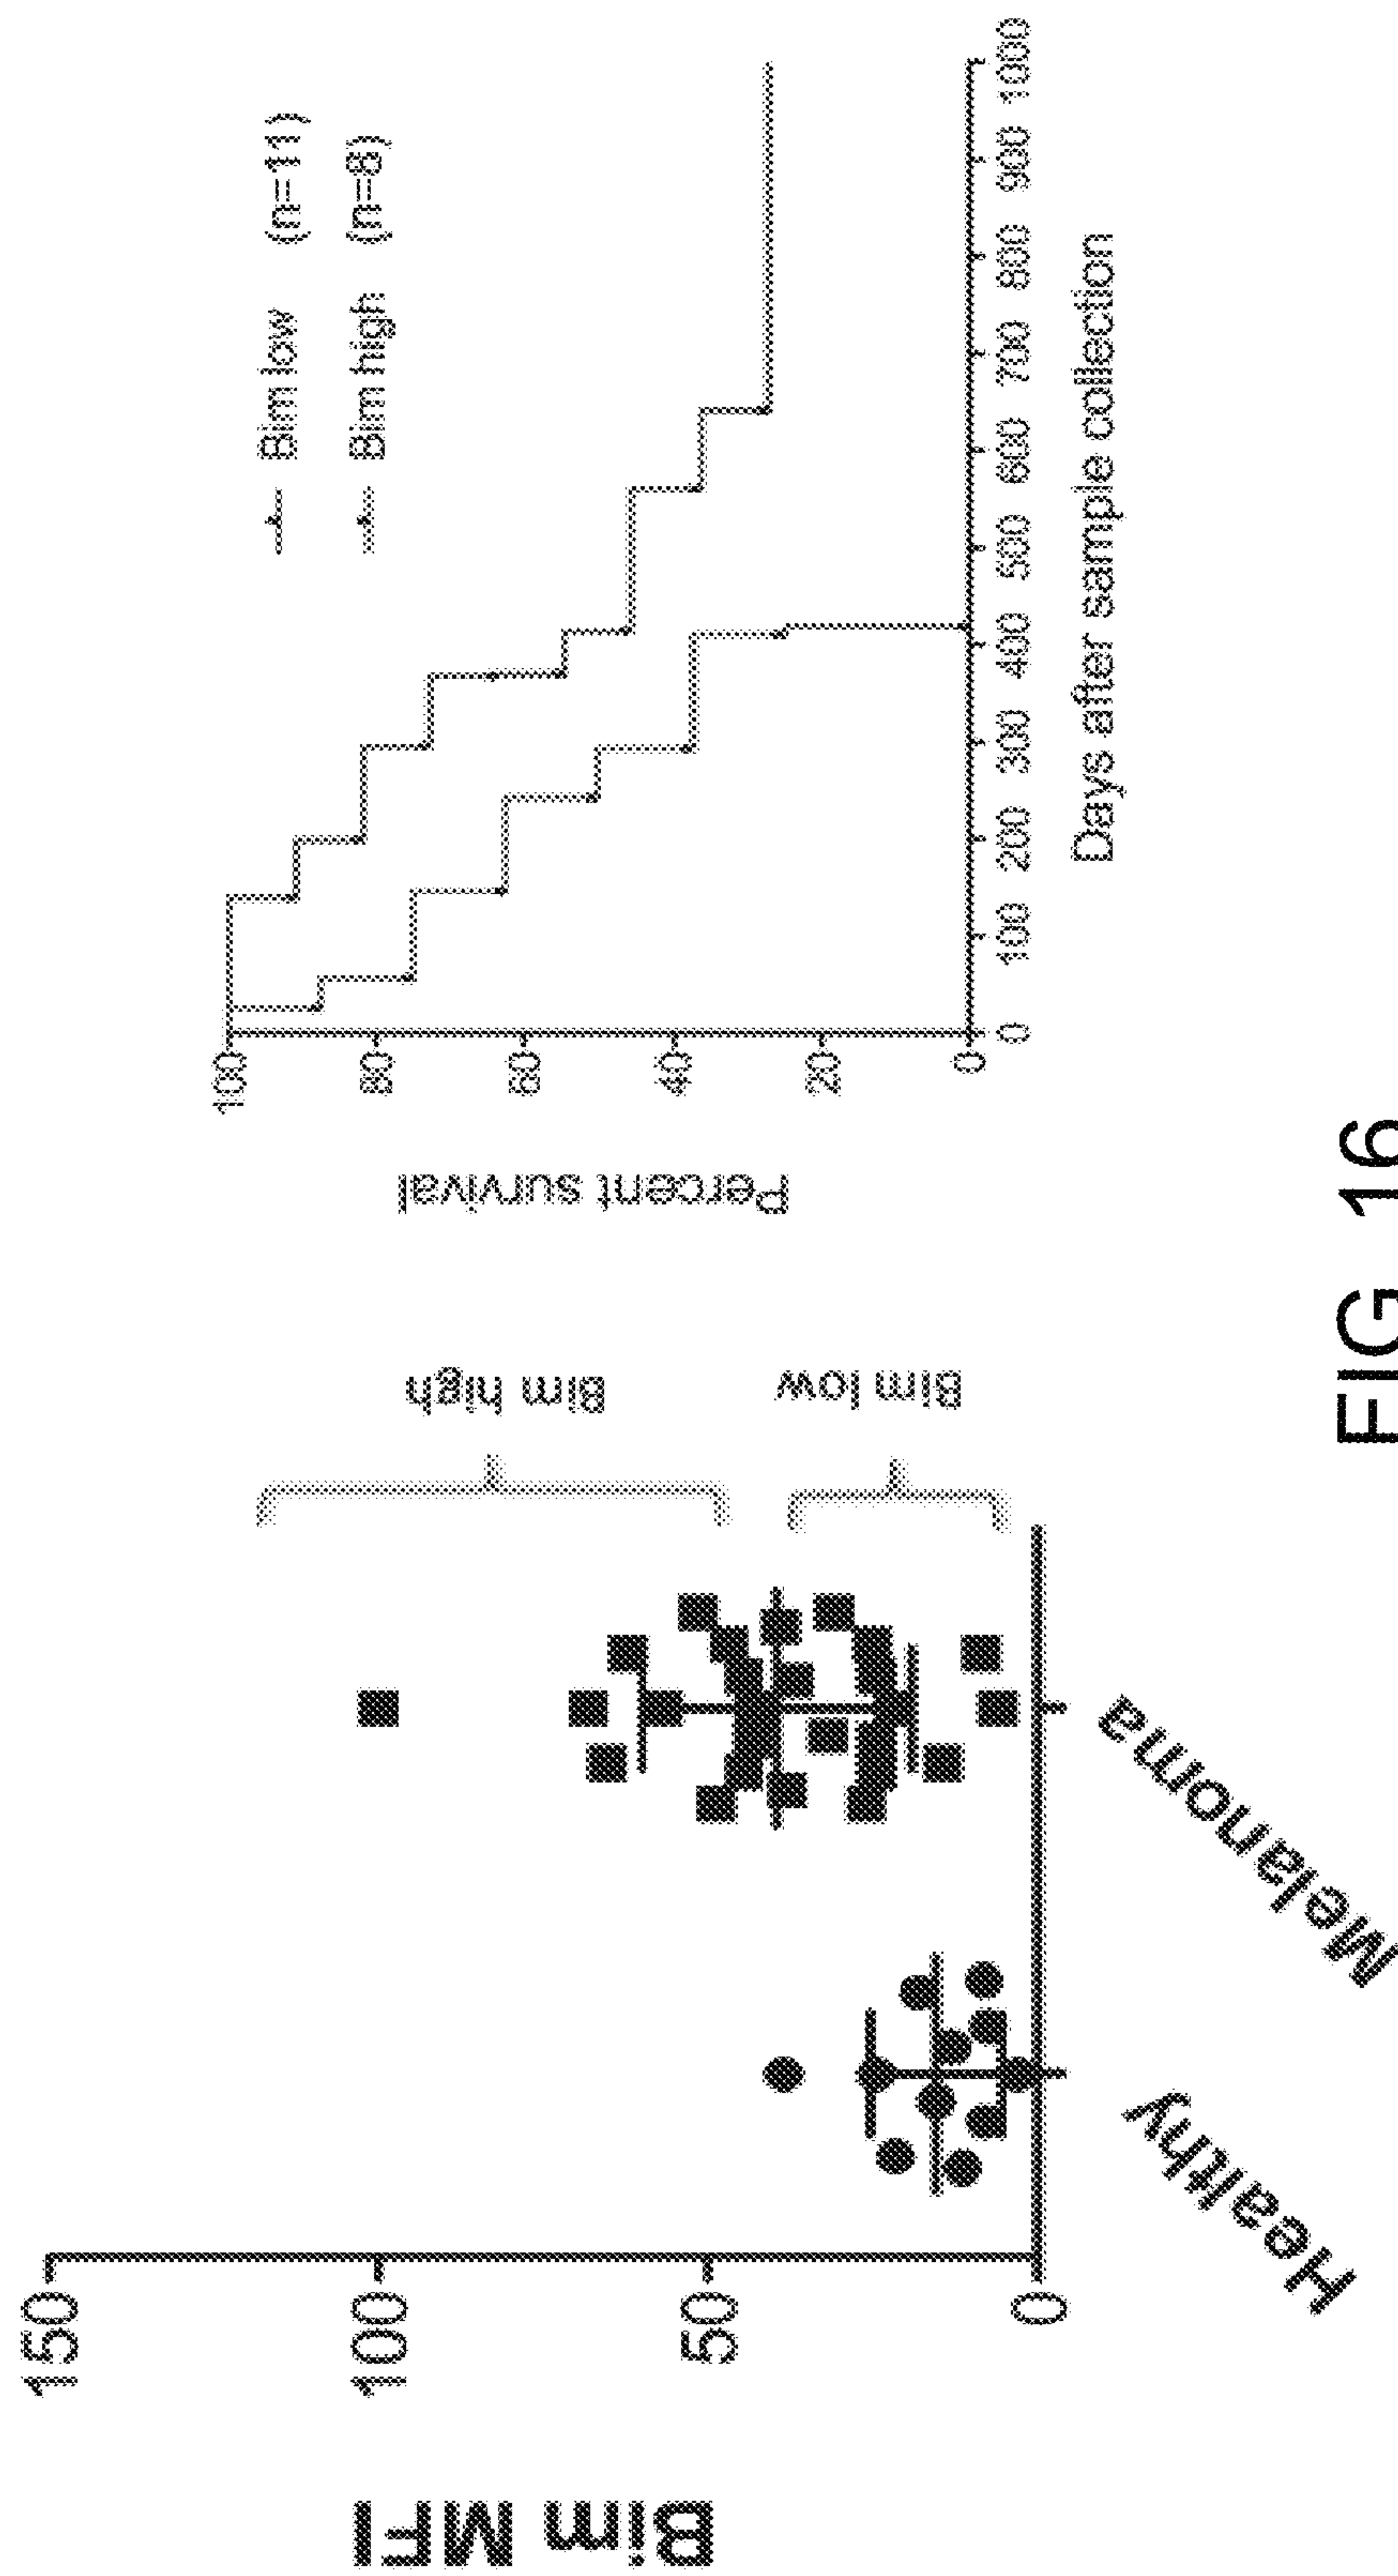 Bim MFI
150
100
50
0
Healthy
Melanoma
Bim high
Bim low
Percent survival
100
80
60
40
20
0
Bim low (n=11)
Bim high (n=8)
0 100 200 300 400 500 600 700 800 900 1000
Days after sample collection
FIG. 16